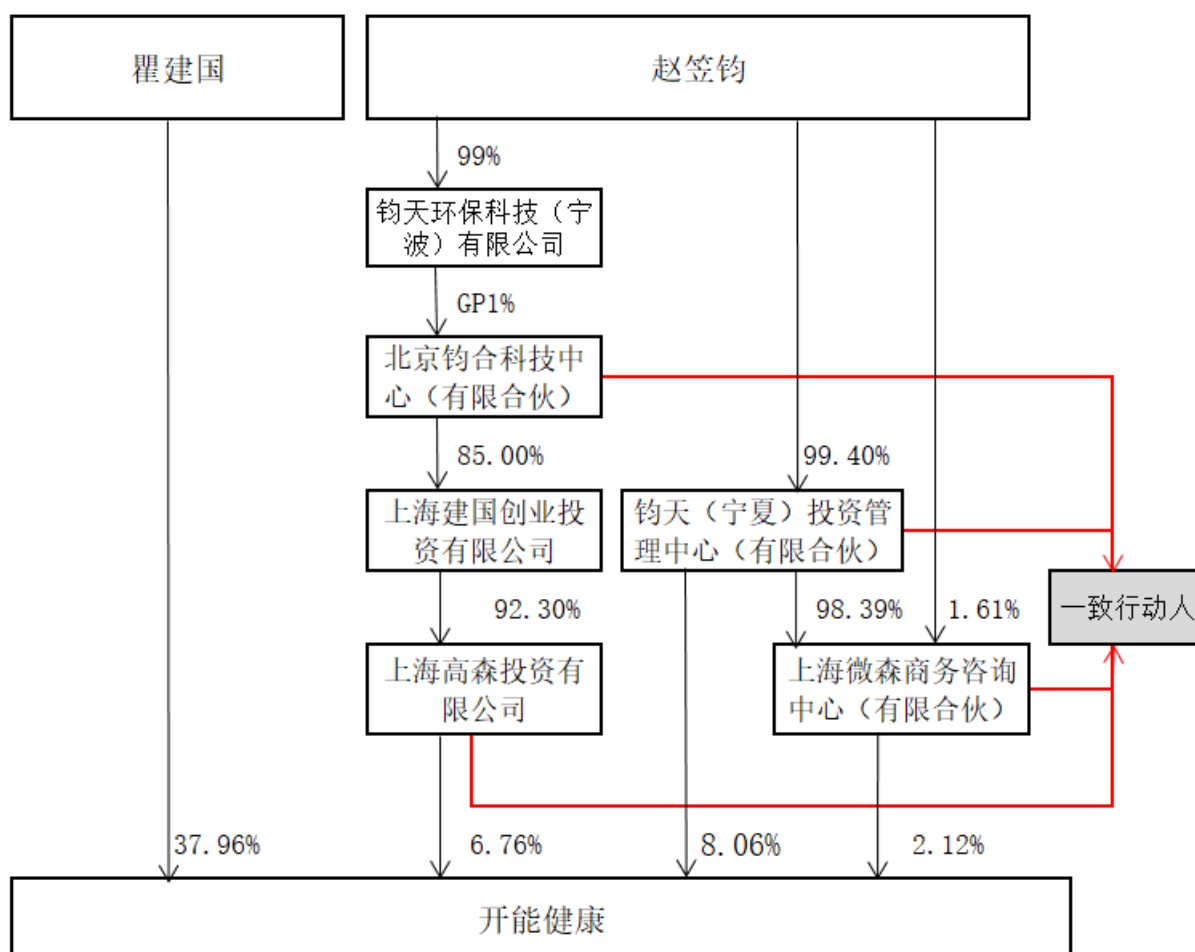 瞿建国
赵笠钧
99%
钧天环保科技（宁
波）有限公司
GP1%
北京钧合科技中
心（有限合伙）
85.00%
99.40%
上海建国创业投
资有限公司
钧天（宁夏）投资管
理中心（有限合伙）
92.30%
98.39%
1.61%
一致行动人
上海高森投资有
限公司
上海微森商务咨询
中心（有限合伙）
37.96%
6.76%
8.06%
2.12%
开能健康